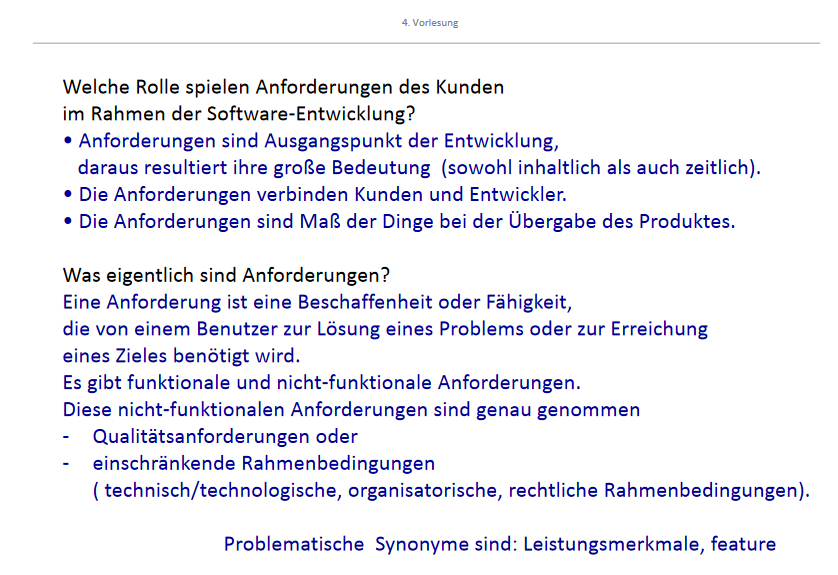 4. Vorlesung
Welche Rolle spielen Anforderungen des Kunden
im Rahmen der Software-Entwicklung?
• Anforderungen sind Ausgangspunkt der Entwicklung,
daraus resultiert ihre große Bedeutung (sowohl inhaltlich als auch zeitlich).
• Die Anforderungen verbinden Kunden und Entwickler.
• Die Anforderungen sind Maß der Dinge bei der Übergabe des Produktes.
Was eigentlich sind Anforderungen?
Eine Anforderung ist eine Beschaffenheit oder Fähigkeit,
die von einem Benutzer zur Lösung eines Problems oder zur Erreichung
eines Zieles benötigt wird.
Es gibt funktionale und nicht-funktionale Anforderungen.
Diese nicht-funktionalen Anforderungen sind genau genommen
- Qualitätsanforderungen oder
- einschränkende Rahmenbedingungen
( technisch/technologische, organisatorische, rechtliche Rahmenbedingungen).
Problematische Synonyme sind: Leistungsmerkmale, feature